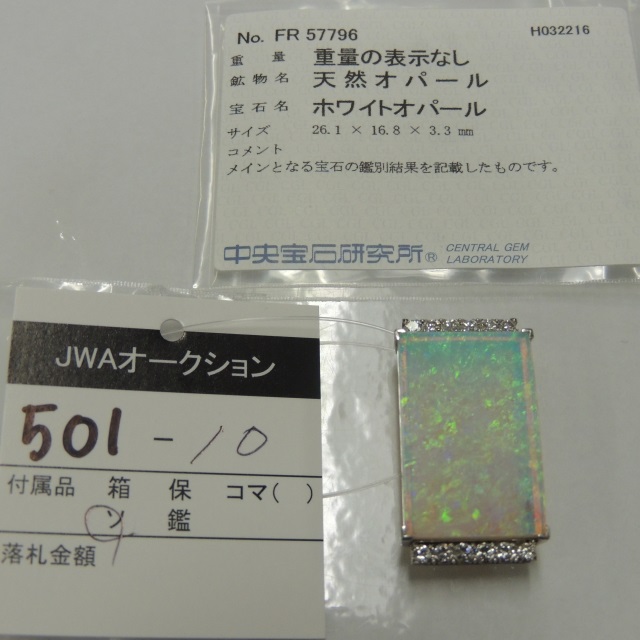 No. FR 57796 H032216
重量 重量の表示なし
鉱物名 天然オパール
宝石名 ホワイトオパール
サイズ 26.1 × 16.8 × 3.3 mm
コメント
メインとなる宝石の鑑別結果を記載したものです。
中央宝石研究所® CENTRAL GEM LABORATORY
JWAオークション
501 - 10
付属品 箱 保 コマ( )
ソ 鑑
落札金額